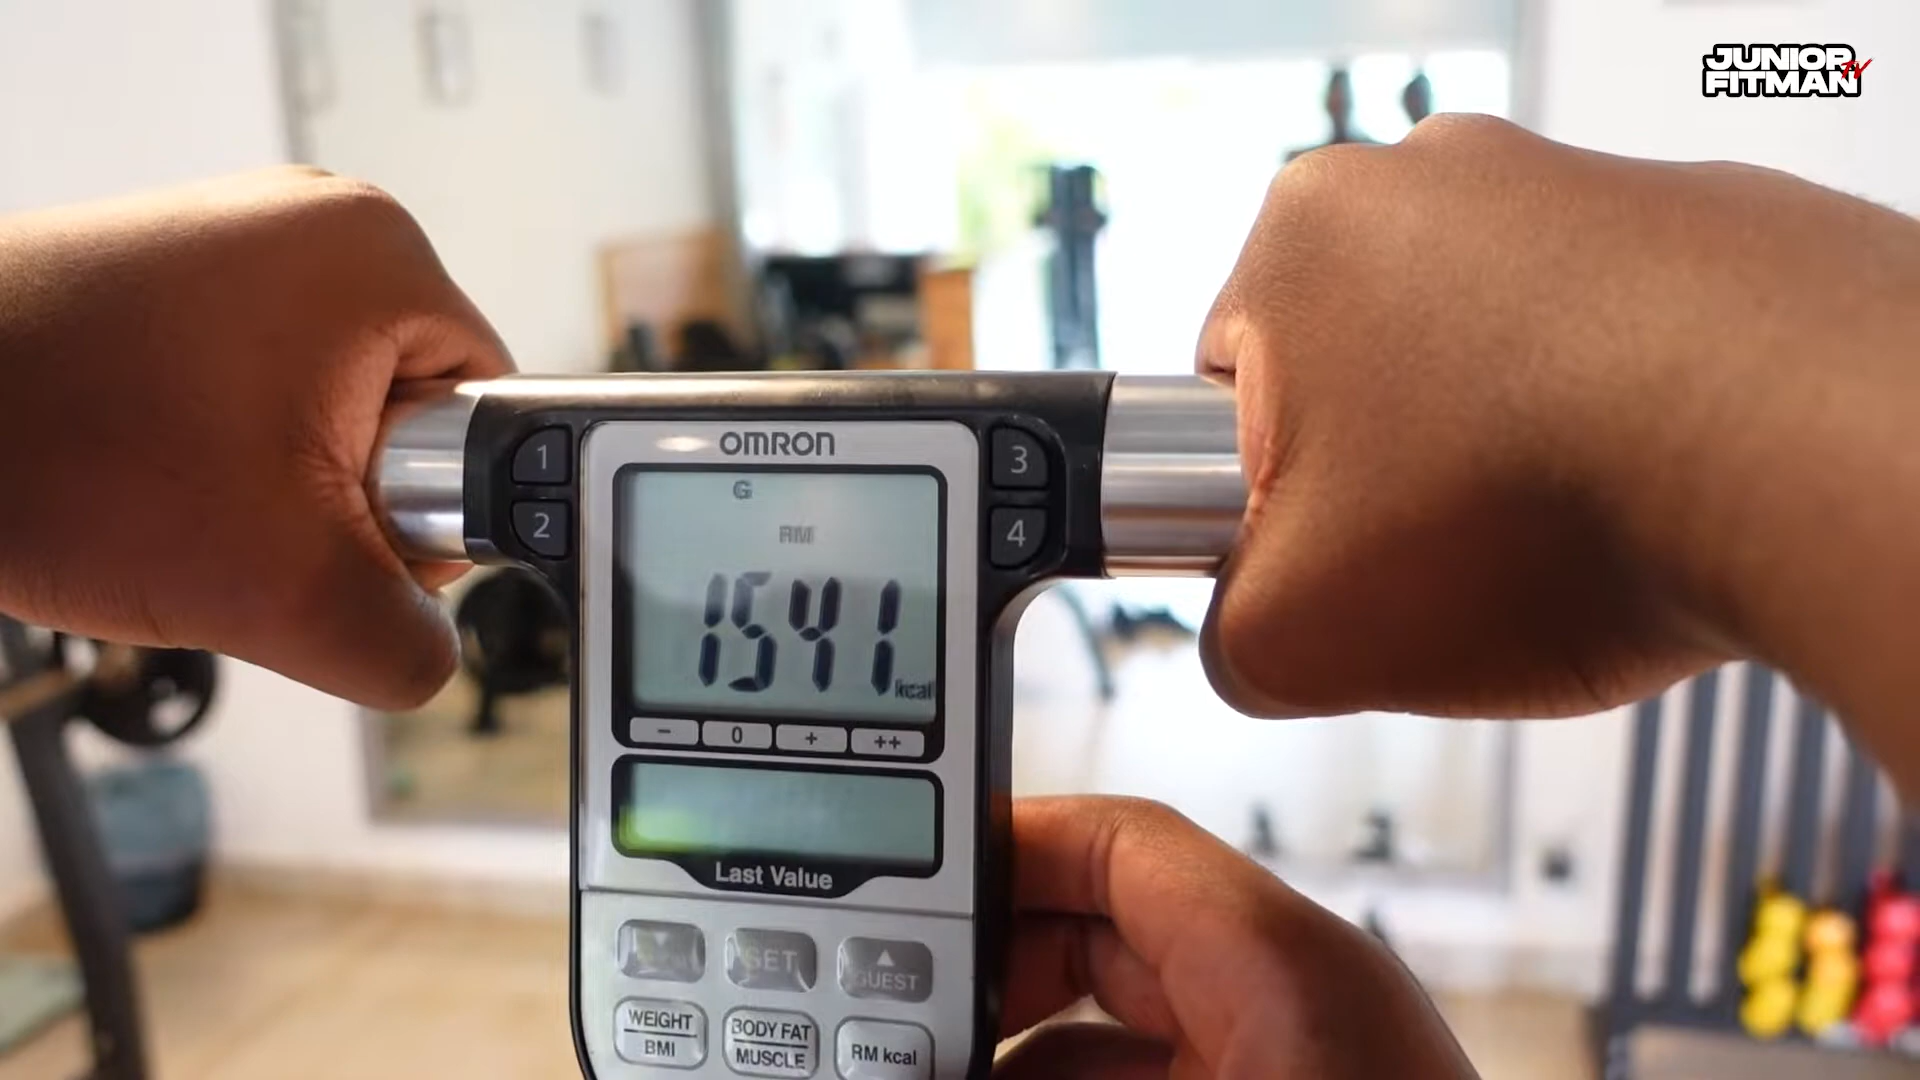 JUNIOR
FITMAN TV
OMRON
1
2
3
4
G
RM
1541 kcal
− 0 + ++
Last Value
SET
GUEST
WEIGHT
BMI
BODY FAT
MUSCLE
RM kcal